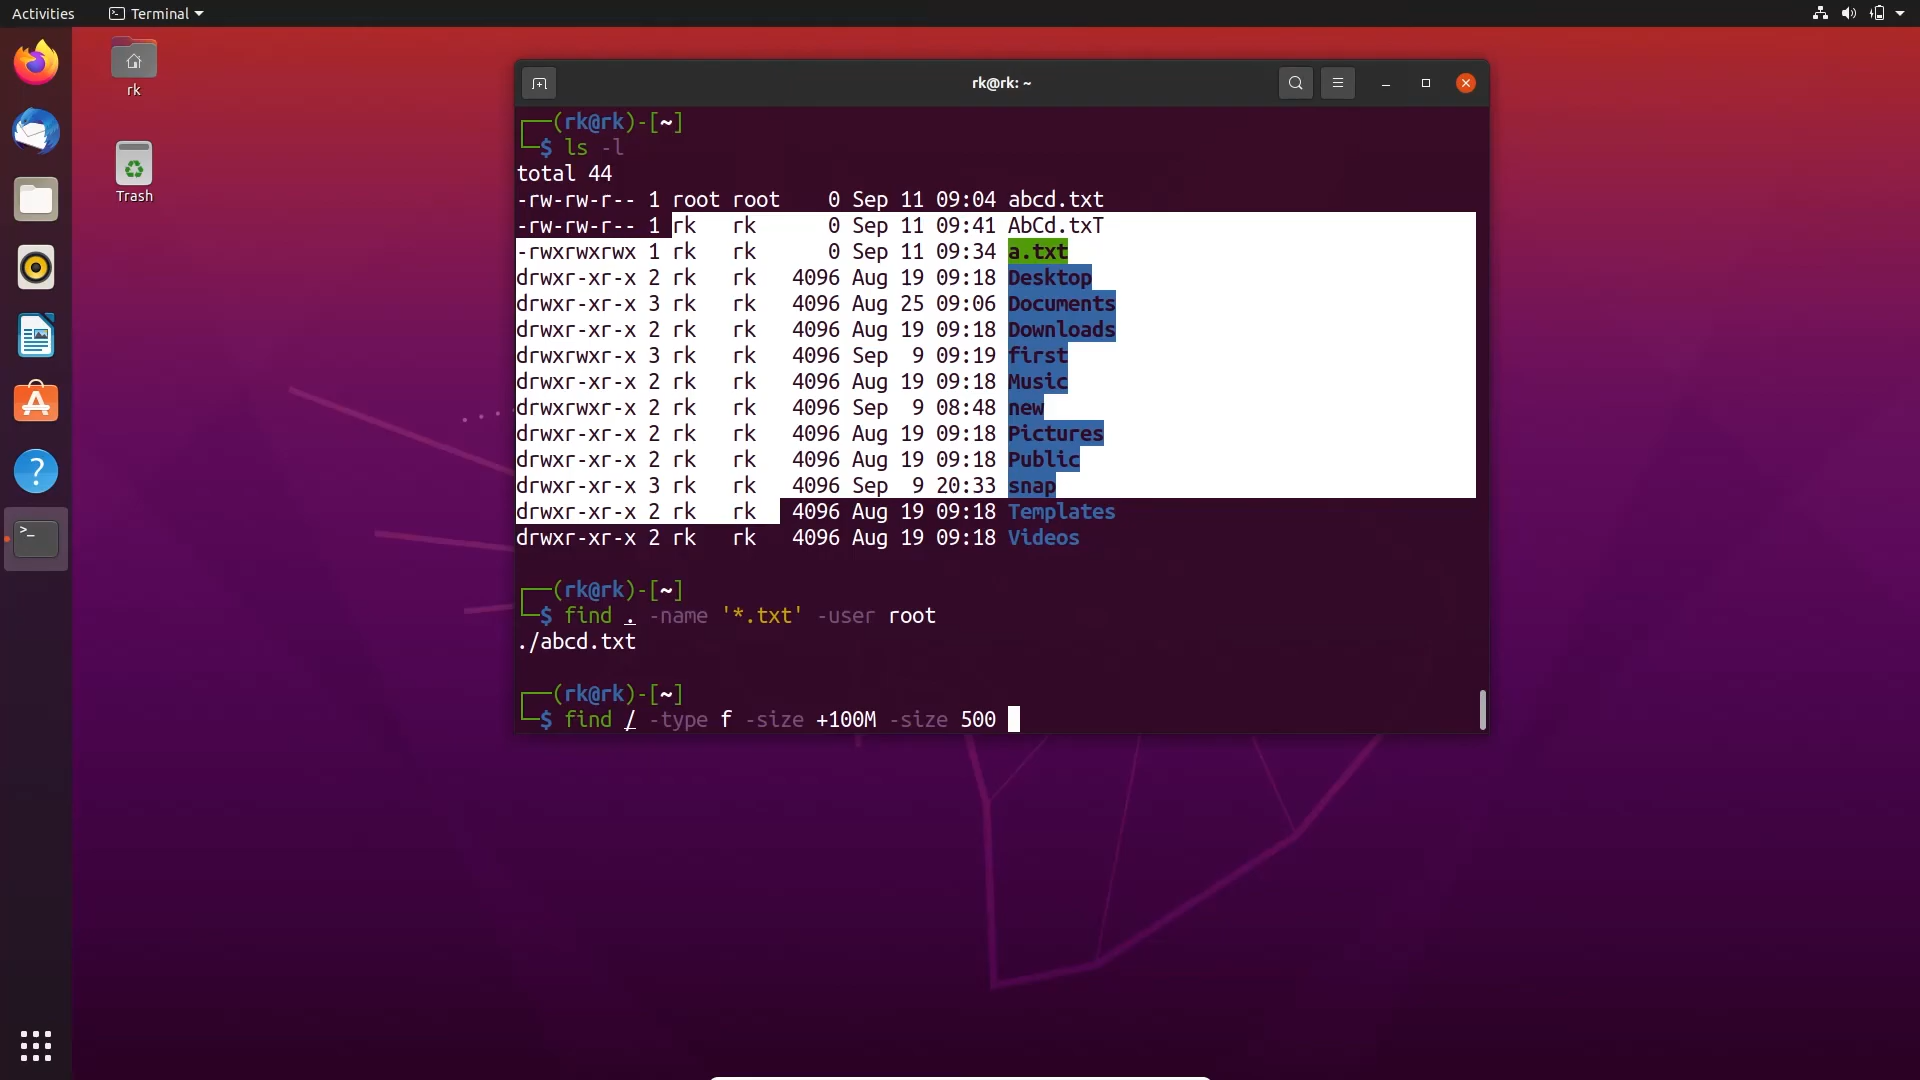 Activities
Terminal
rk
Trash
rk@rk: ~
(rk@rk)-[~]
$ ls -l
total 44
-rw-rw-r-- 1 root root    0 Sep 11 09:04 abcd.txt
-rw-rw-r-- 1 rk   rk      0 Sep 11 09:41 AbCd.txT
-rwxrwxrwx 1 rk   rk      0 Sep 11 09:34 a.txt
drwxr-xr-x 2 rk   rk   4096 Aug 19 09:18 Desktop
drwxr-xr-x 3 rk   rk   4096 Aug 25 09:06 Documents
drwxr-xr-x 2 rk   rk   4096 Aug 19 09:18 Downloads
drwxrwxr-x 3 rk   rk   4096 Sep  9 09:19 first
drwxr-xr-x 2 rk   rk   4096 Aug 19 09:18 Music
drwxrwxr-x 2 rk   rk   4096 Sep  9 08:48 new
drwxr-xr-x 2 rk   rk   4096 Aug 19 09:18 Pictures
drwxr-xr-x 2 rk   rk   4096 Aug 19 09:18 Public
drwxr-xr-x 3 rk   rk   4096 Sep  9 20:33 snap
drwxr-xr-x 2 rk   rk   4096 Aug 19 09:18 Templates
drwxr-xr-x 2 rk   rk   4096 Aug 19 09:18 Videos
(rk@rk)-[~]
$ find . -name '*.txt' -user root
./abcd.txt
(rk@rk)-[~]
$ find / -type f -size +100M -size 500